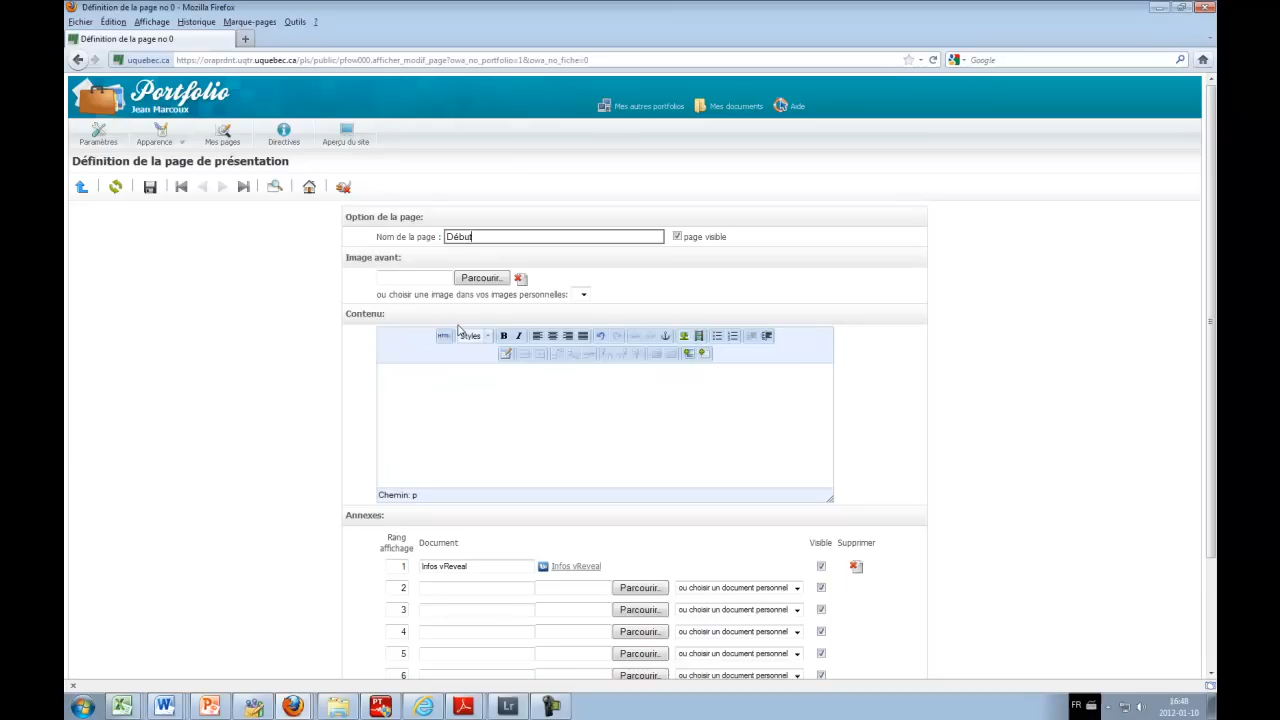 Définition de la page no 0 - Mozilla Firefox
Fichier Édition Affichage Historique Marque-pages Outils ?
Définition de la page no 0 +
uquebec.ca https://oraprdnt.uqtr.uquebec.ca/pls/public/pfow000.afficher_modif_page?owa_no_portfolio=1&owa_no_fiche=0 Google
Portfolio
Jean Marcoux
Mes autres portfolios Mes documents Aide
Paramètres Apparence Mes pages Directives Aperçu du site
Définition de la page de présentation
Option de la page:
Nom de la page : Début page visible
Image avant:
Parcourir..
ou choisir une image dans vos images personnelles:
Contenu:
HTML Styles B I
Chemin: p
Annexes:
Rang affichage Document Visible Supprimer
1 Infos vReveal Infos vReveal
2 Parcourir.. ou choisir un document personnel
3 Parcourir.. ou choisir un document personnel
4 Parcourir.. ou choisir un document personnel
5 Parcourir.. ou choisir un document personnel
6 Parcourir.. ou choisir un document personnel
FR 16:48
2012-01-10